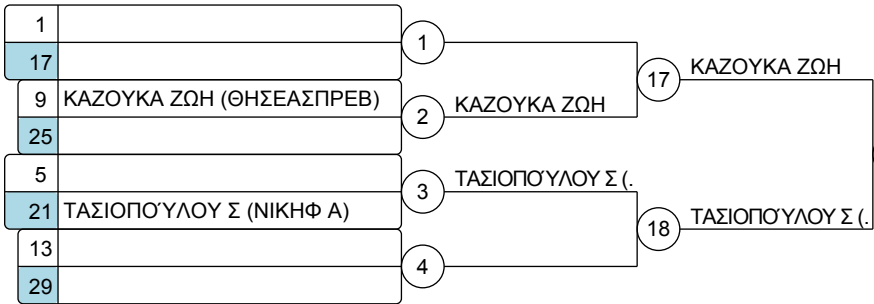 1
1
17
17 ΚΑΖΟΥΚΑ ΖΩΗ
9 ΚΑΖΟΥΚΑ ΖΩΗ (ΘΗΣΕΑΣΠΡΕΒ)
2 ΚΑΖΟΥΚΑ ΖΩΗ
25
5
3 ΤΑΣΙΟΠΟΎΛΟΥ Σ (.
21 ΤΑΣΙΟΠΟΎΛΟΥ Σ (ΝΙΚΗΦ Α)
18 ΤΑΣΙΟΠΟΎΛΟΥ Σ (.
13
4
29